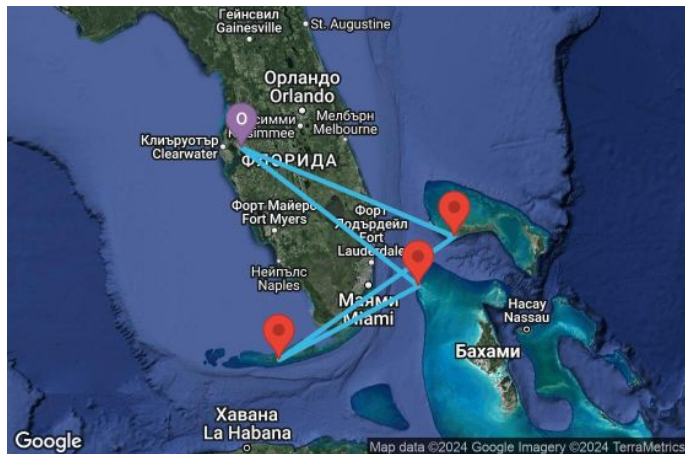 Гейнсвил
Gainesville
St. Augustine
Орландо
Orlando
O
симми
Kissimmee
Мелбърн
Melbourne
Клиъруотър
Clearwater
ФЛОРИДА
Форт Майерс
Fort Myers
Форт
Лодърдейл
Fort
Lauderdale
Нейпълс
Naples
Маями
Miami
Насау
Nassau
Бахами
Хавана
La Habana
Google
Map data ©2024 Google Imagery ©2024 TerraMetrics